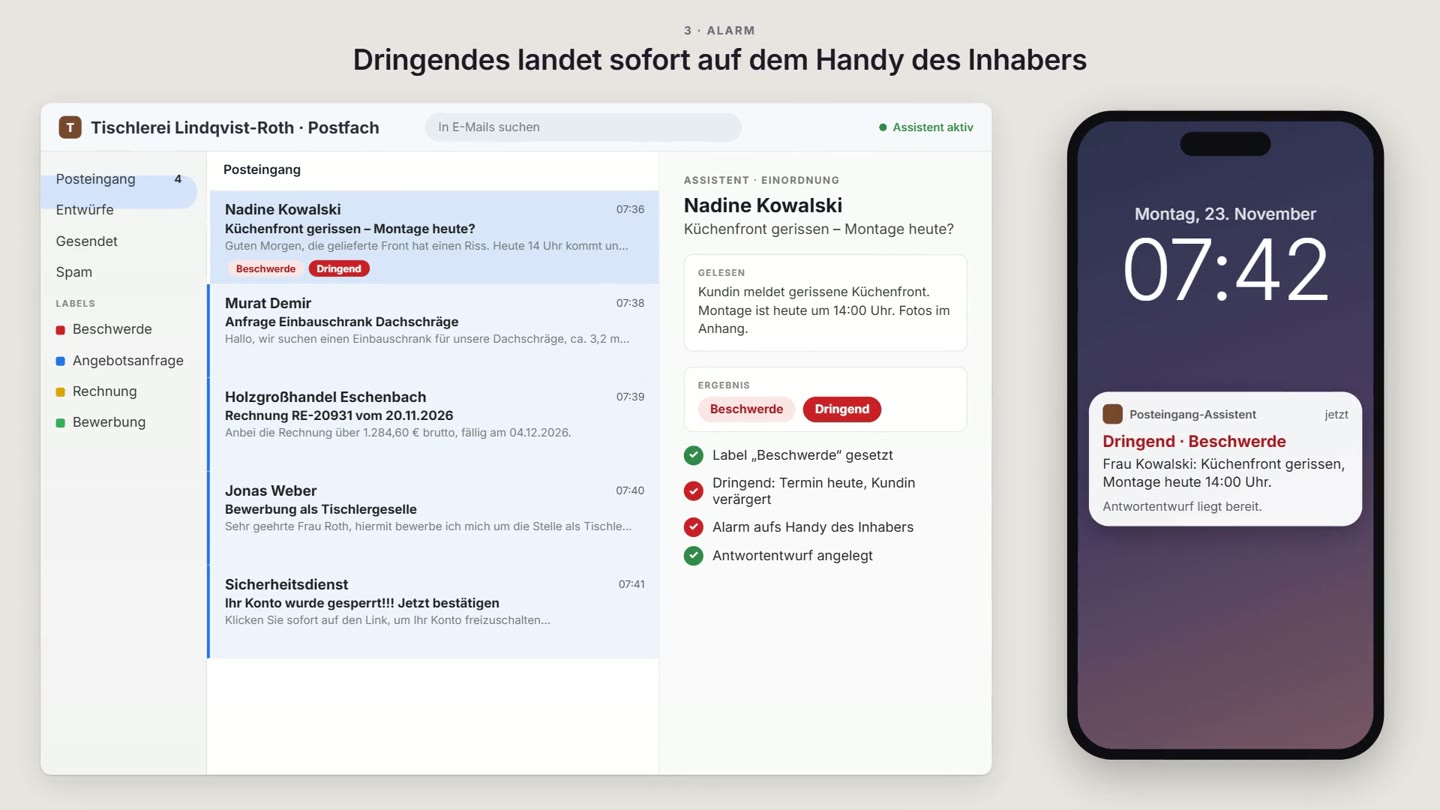 3 · ALARM
Dringendes landet sofort auf dem Handy des Inhabers
T
Tischlerei Lindqvist-Roth · Postfach
In E-Mails suchen
Assistent aktiv
Posteingang 4
Entwürfe
Gesendet
Spam
LABELS
Beschwerde
Angebotsanfrage
Rechnung
Bewerbung
Posteingang
Nadine Kowalski 07:36
Küchenfront gerissen – Montage heute?
Guten Morgen, die gelieferte Front hat einen Riss. Heute 14 Uhr kommt un...
Beschwerde Dringend
Murat Demir 07:38
Anfrage Einbauschrank Dachschräge
Hallo, wir suchen einen Einbauschrank für unsere Dachschräge, ca. 3,2 m...
Holzgroßhandel Eschenbach 07:39
Rechnung RE-20931 vom 20.11.2026
Anbei die Rechnung über 1.284,60 € brutto, fällig am 04.12.2026.
Jonas Weber 07:40
Bewerbung als Tischlergeselle
Sehr geehrte Frau Roth, hiermit bewerbe ich mich um die Stelle als Tischle...
Sicherheitsdienst 07:41
Ihr Konto wurde gesperrt!!! Jetzt bestätigen
Klicken Sie sofort auf den Link, um Ihr Konto freizuschalten...
ASSISTENT · EINORDNUNG
Nadine Kowalski
Küchenfront gerissen – Montage heute?
GELESEN
Kundin meldet gerissene Küchenfront.
Montage ist heute um 14:00 Uhr. Fotos im
Anhang.
ERGEBNIS
Beschwerde Dringend
Label „Beschwerde“ gesetzt
Dringend: Termin heute, Kundin
verärgert
Alarm aufs Handy des Inhabers
Antwortentwurf angelegt
Montag, 23. November
07:42
Posteingang-Assistent jetzt
Dringend · Beschwerde
Frau Kowalski: Küchenfront gerissen,
Montage heute 14:00 Uhr.
Antwortentwurf liegt bereit.